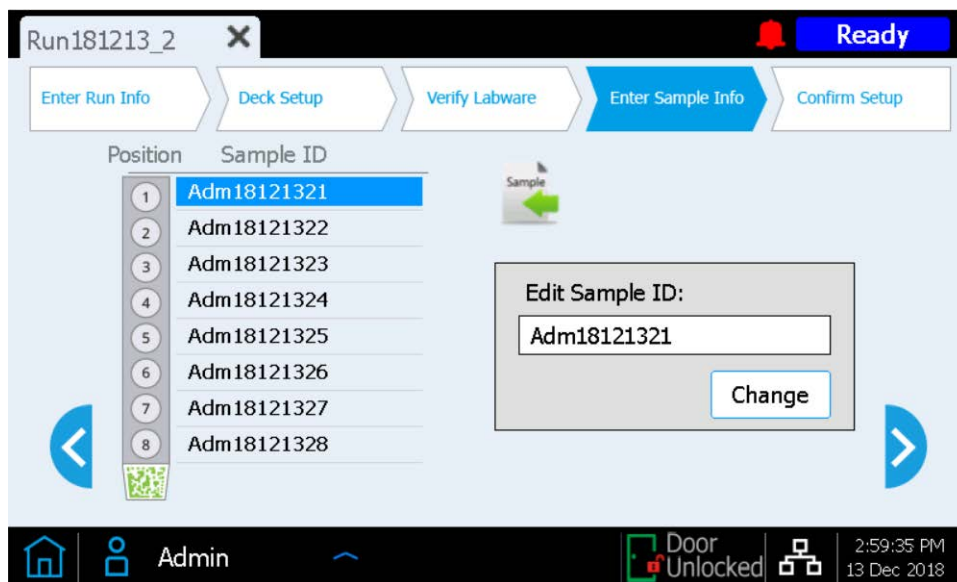 Run181213_2
Ready
Enter Run Info
Deck Setup
Verify Labware
Enter Sample Info
Confirm Setup
Position Sample ID
1 Adm18121321
2 Adm18121322
3 Adm18121323
4 Adm18121324
5 Adm18121325
6 Adm18121326
7 Adm18121327
8 Adm18121328
Sample
Edit Sample ID:
Adm18121321
Change
Admin
Door
Unlocked
2:59:35 PM
13 Dec 2018